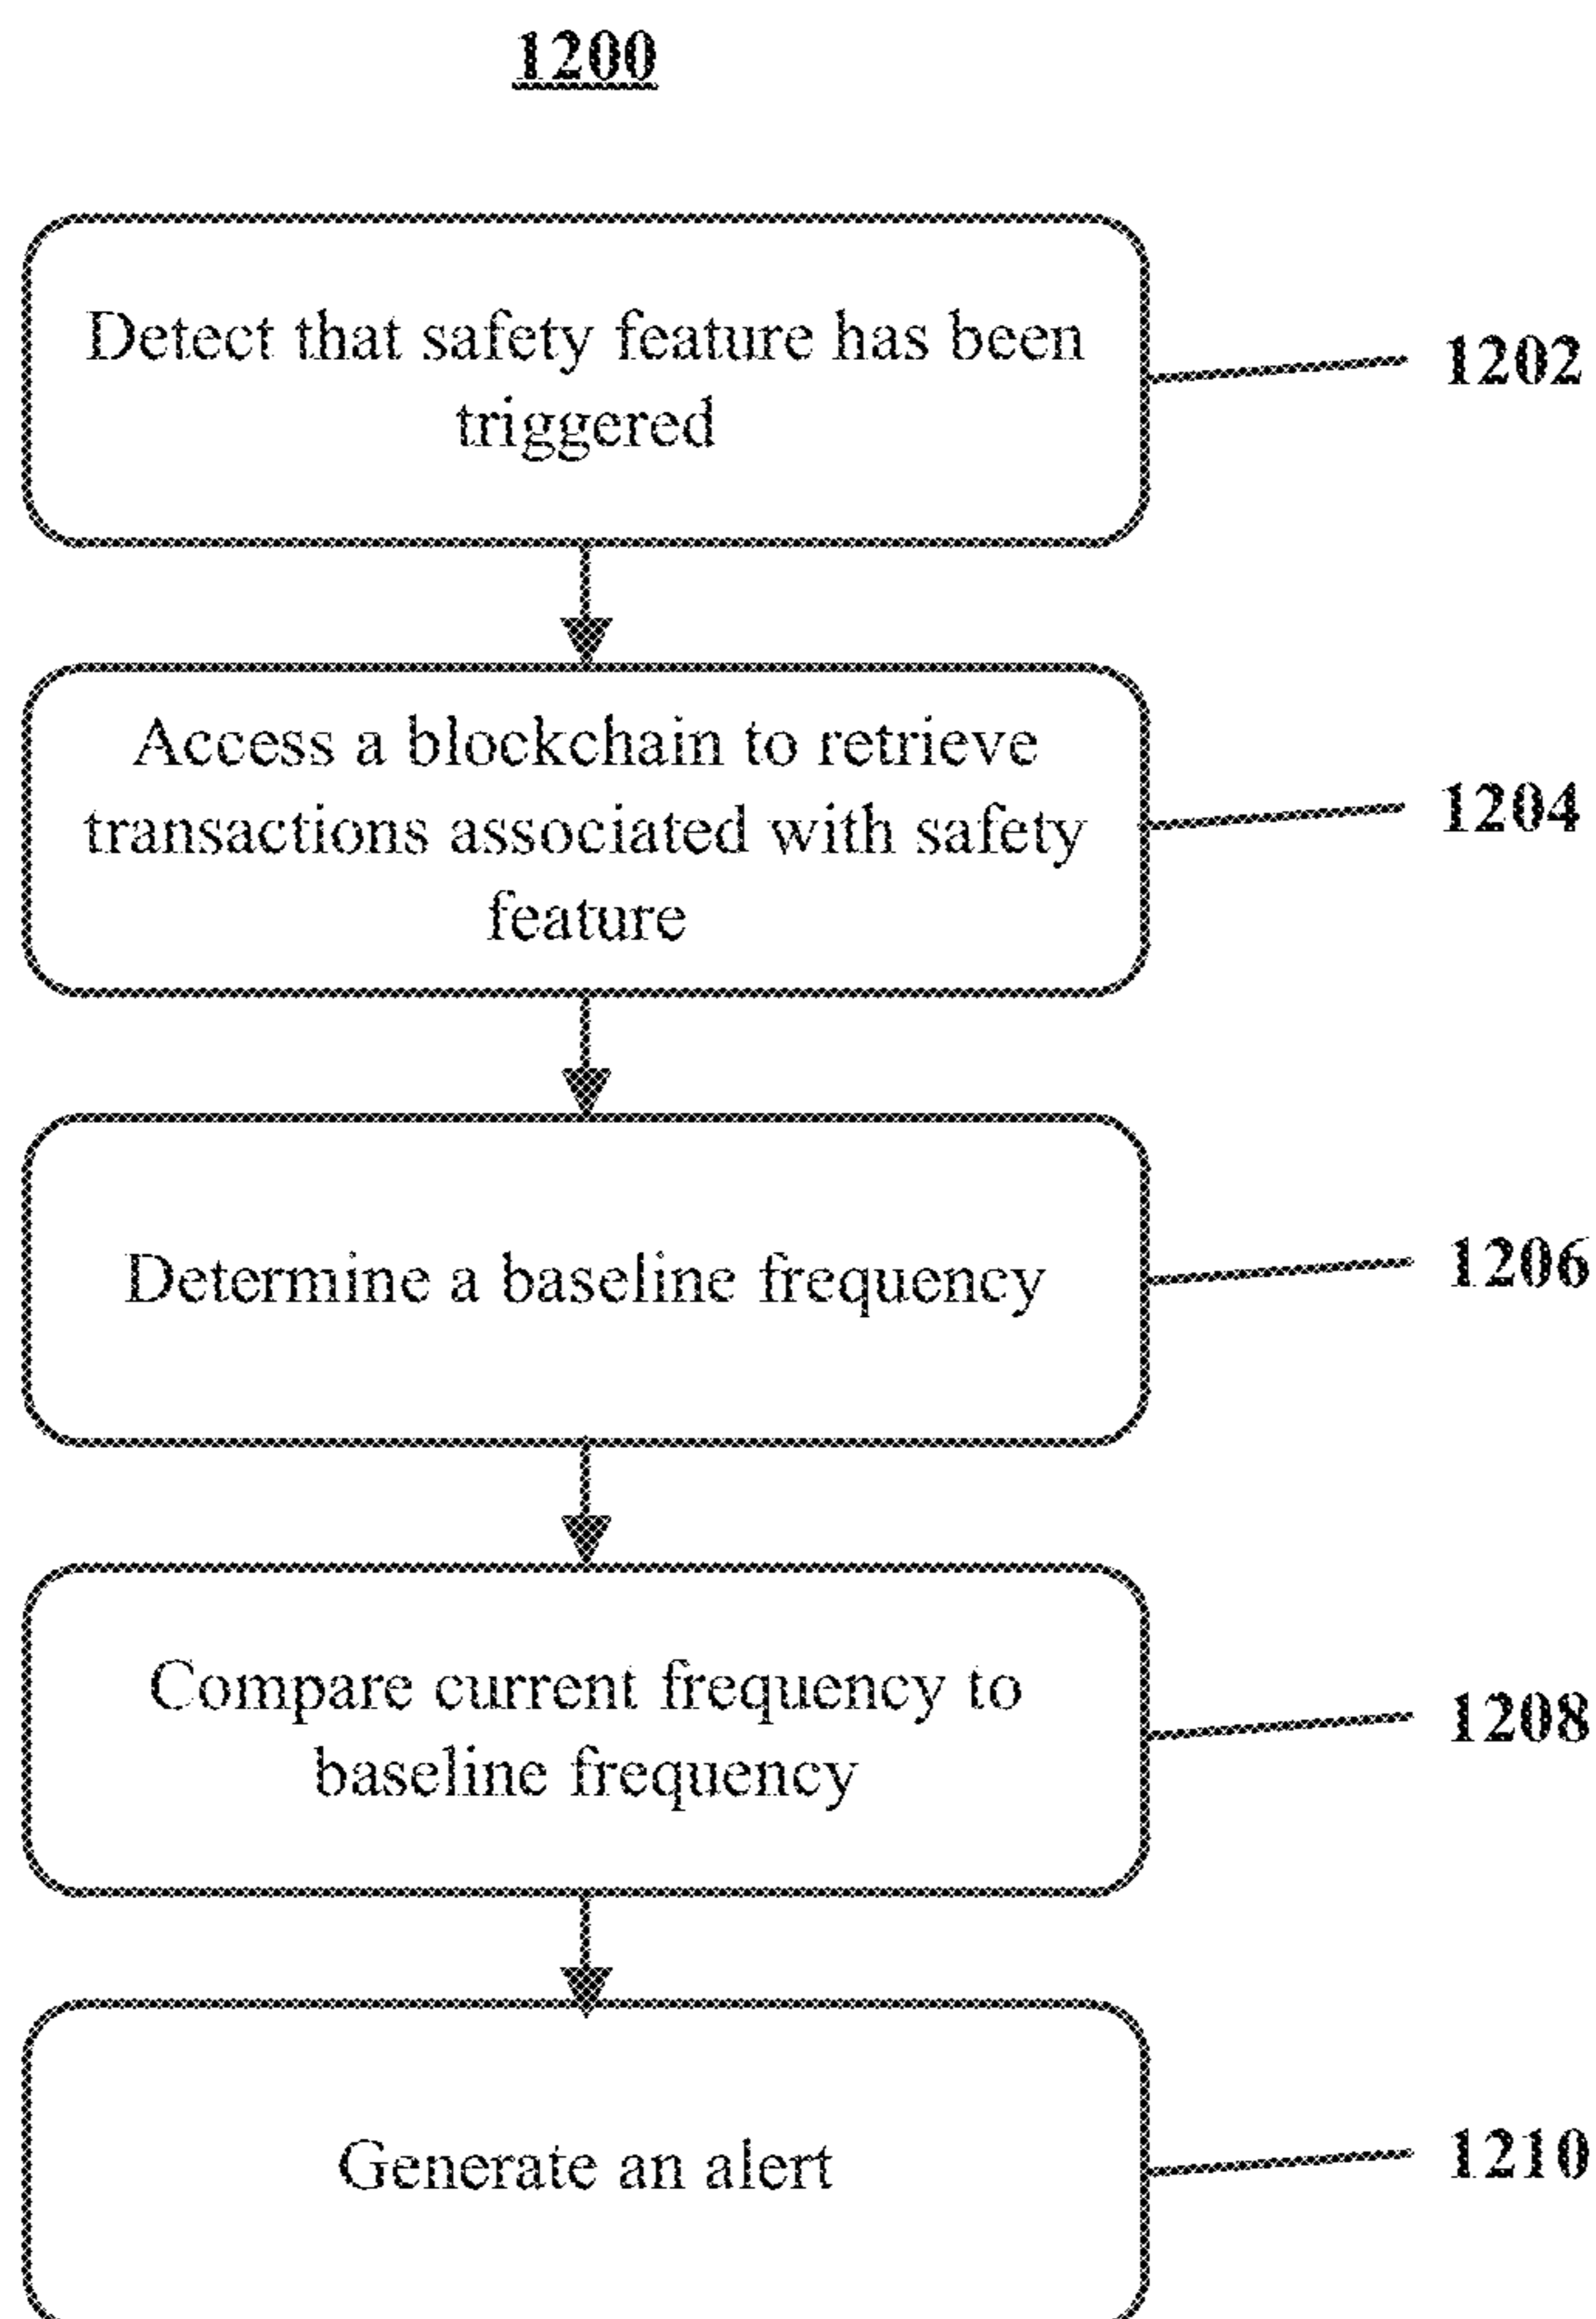 1200
Detect that safety feature has been
triggered
1202
Access a blockchain to retrieve
transactions associated with safety
feature
1204
Determine a baseline frequency
1206
Compare current frequency to
baseline frequency
1208
Generate an alert
1210